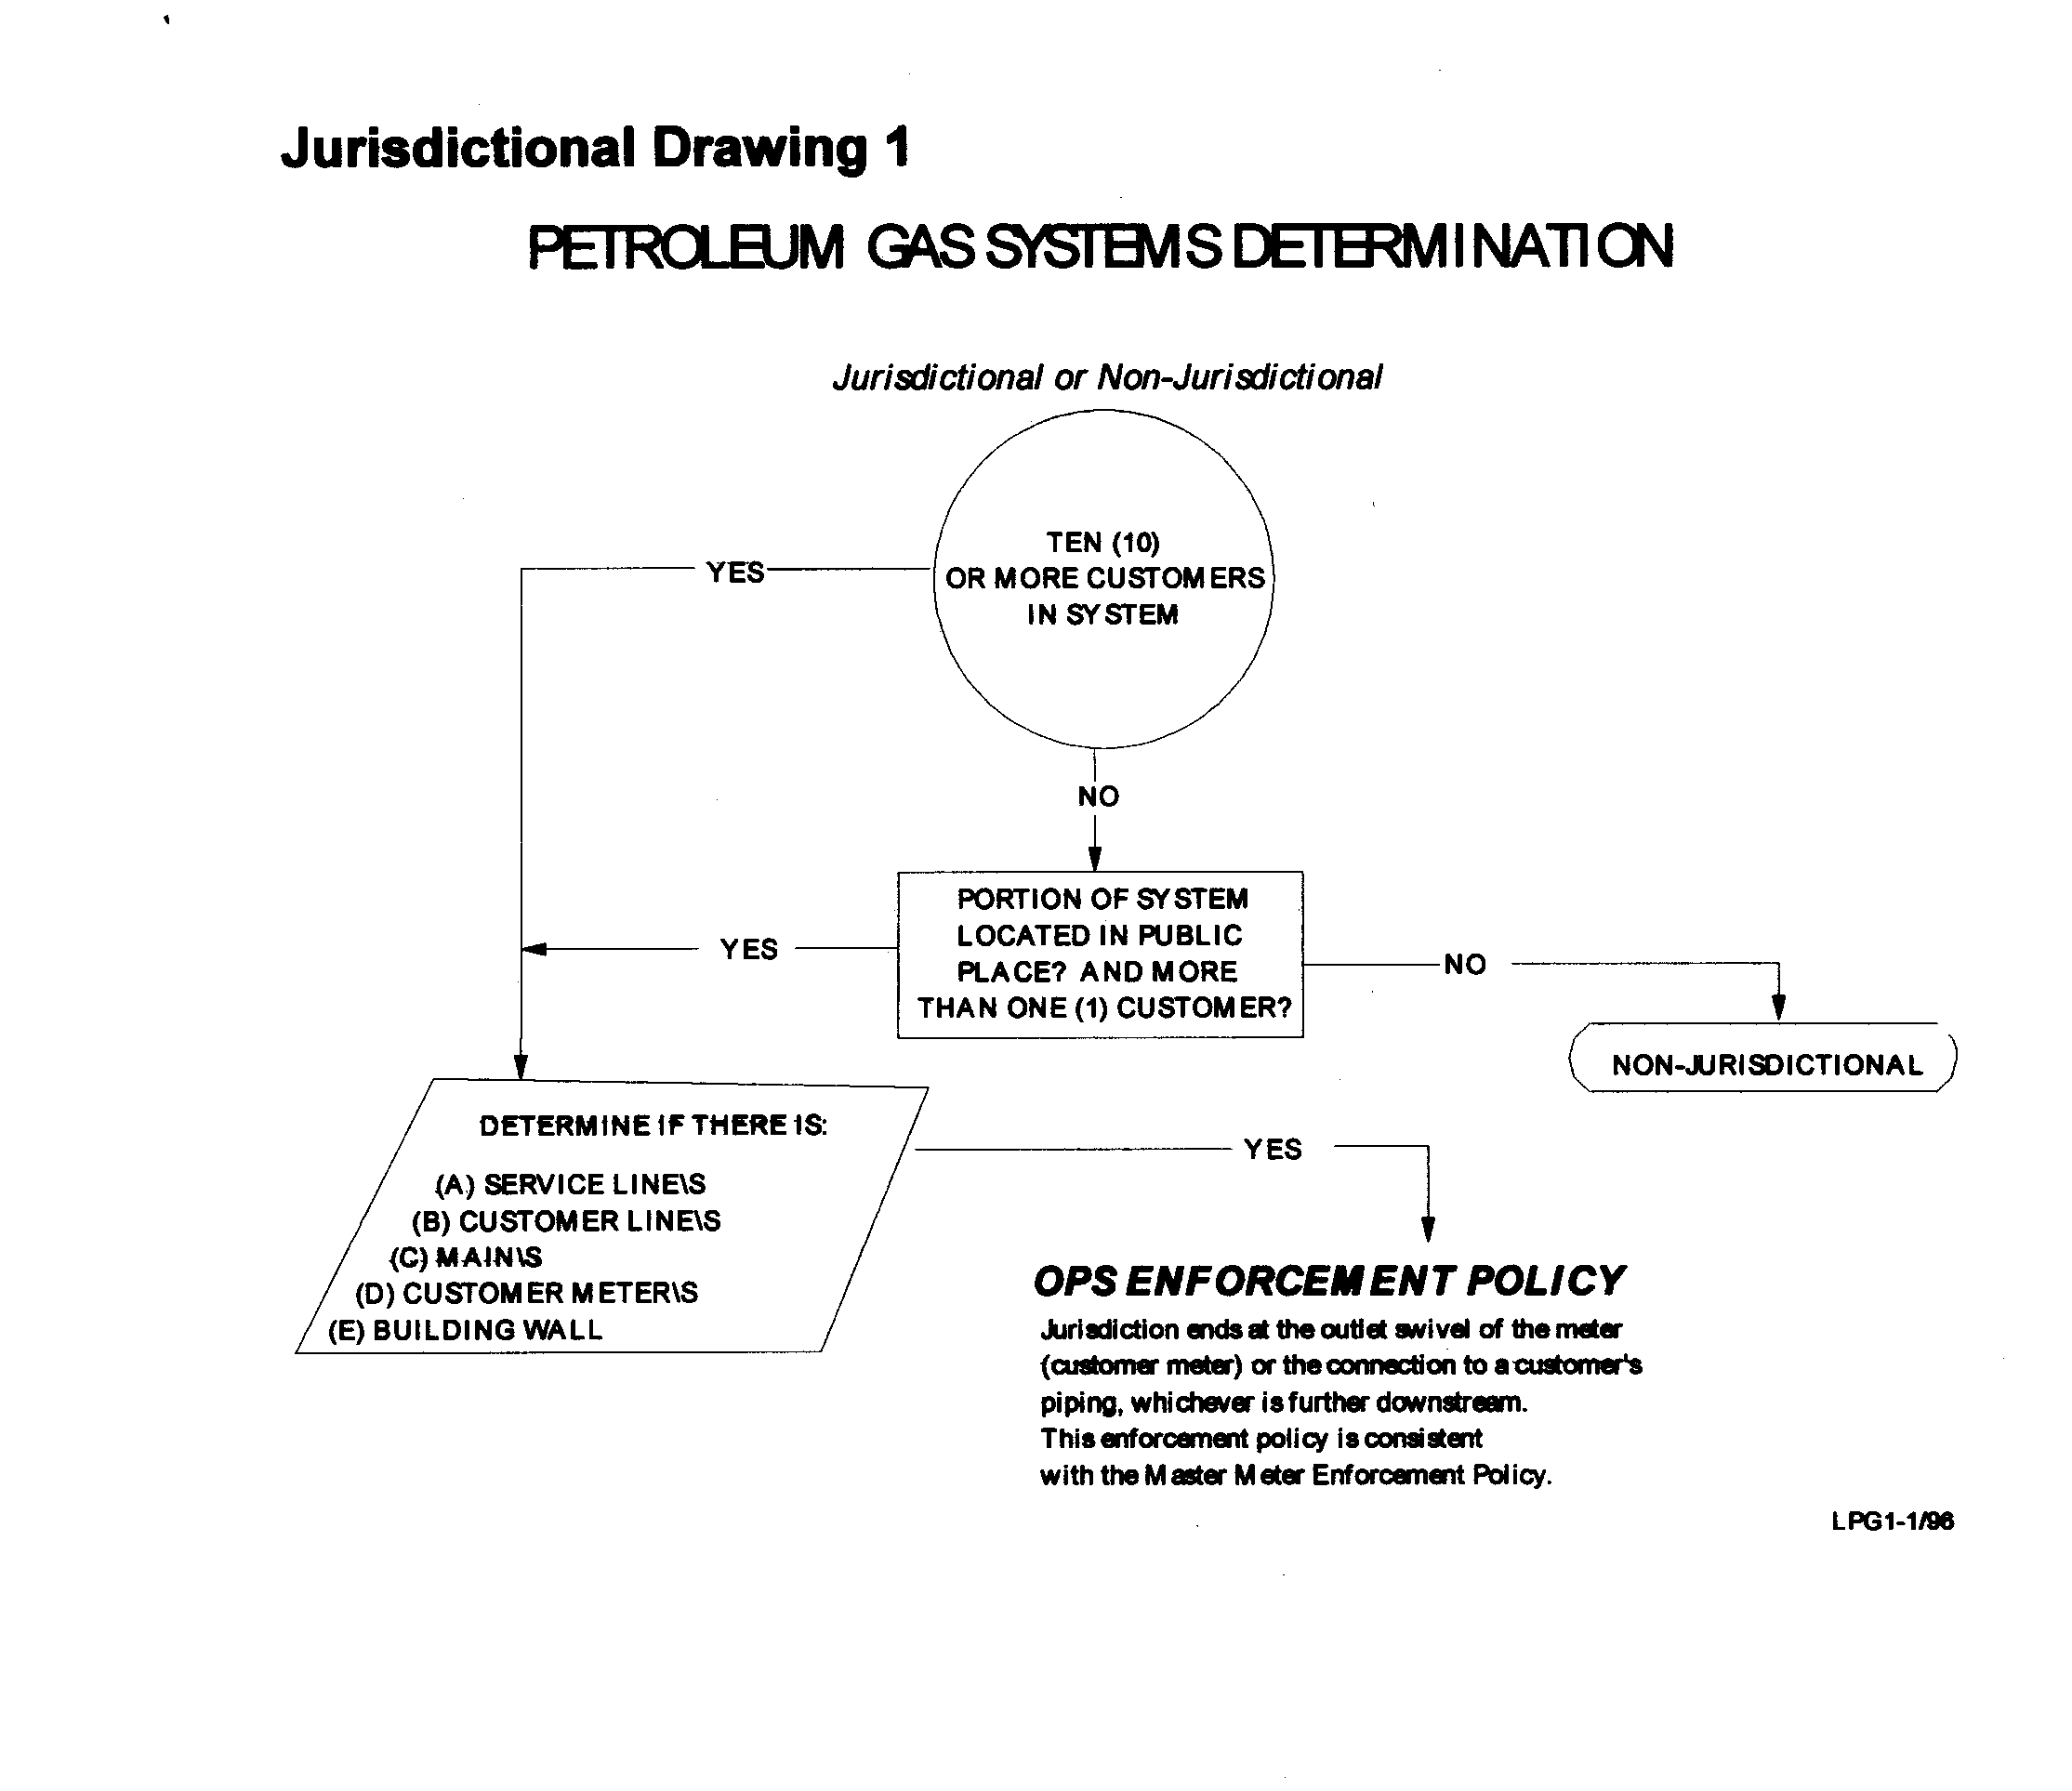 Jurisdictional Drawing 1
PETROLEUM GAS SYSTEMS DETERMINATION
Jurisdictional or Non-Jurisdictional
TEN (10)
OR MORE CUSTOMERS
IN SYSTEM
YES
NO
PORTION OF SYSTEM
LOCATED IN PUBLIC
PLACE? AND MORE
THAN ONE (1) CUSTOMER?
YES
NO
NON-JURISDICTIONAL
DETERMINE IF THERE IS:
(A) SERVICE LINE\S
(B) CUSTOMER LINE\S
(C) MAIN\S
(D) CUSTOMER METER\S
(E) BUILDING WALL
YES
OPS ENFORCEMENT POLICY
Jurisdiction ends at the outlet swivel of the meter
(customer meter) or the connection to a customer's
piping, whichever is further downstream.
This enforcement policy is consistent
with the Master Meter Enforcement Policy.
LPG1-1/96